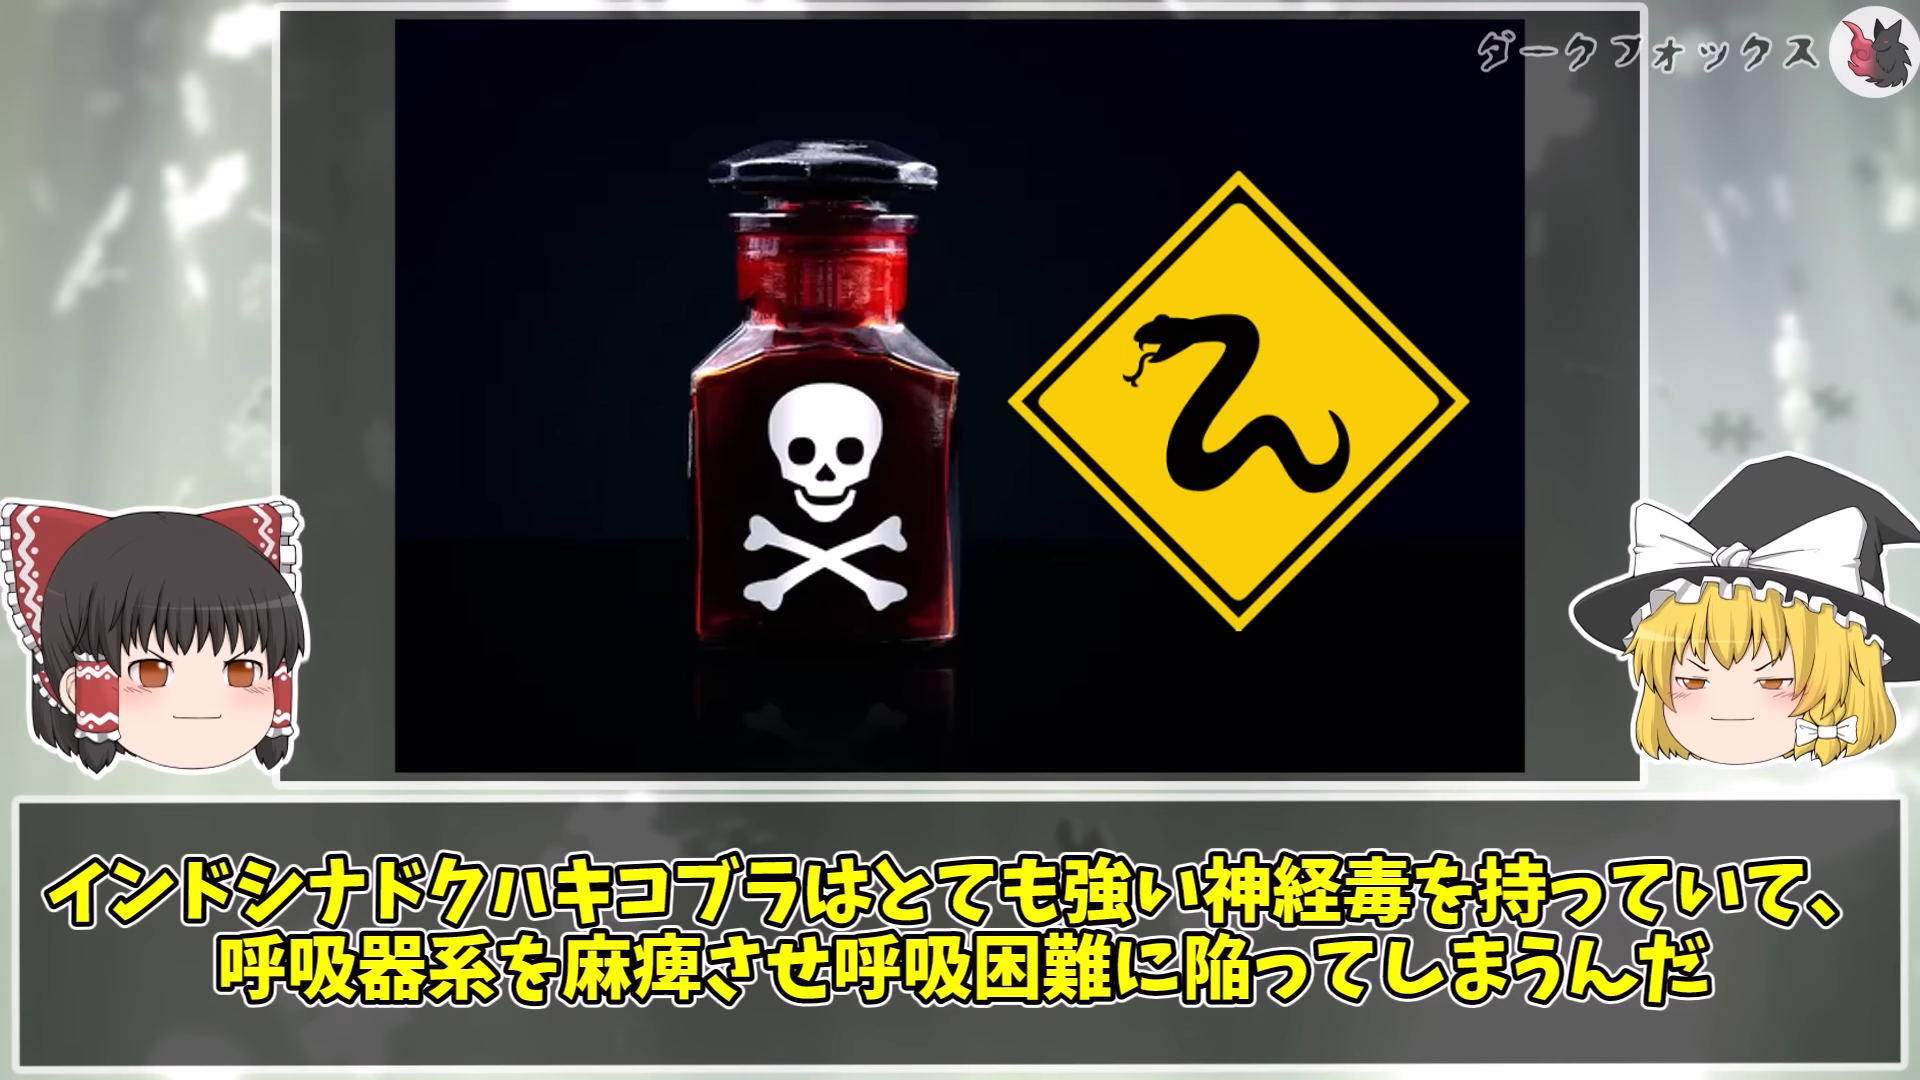 ダークフォックス
インドシナドクハキコブラはとても強い神経毒を持っていて、
呼吸器系を麻痺させ呼吸困難に陥ってしまうんだ